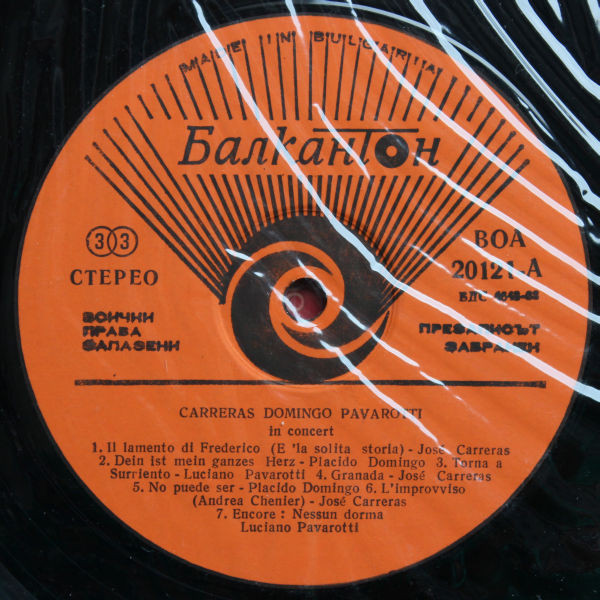 MADE IN BULGARIA
Балкантон
33
СТЕРЕО
ВОА
20121-А
БДС 4648-62
ВСИЧКИ
ПРАВА
ЗАПАЗЕНИ
ПРЕЗАПИСЪТ
ЗАБРАНЕН
CARRERAS DOMINGO PAVAROTTI
in concert
1. Il lamento di Frederico (E 'la solita storia) - José Carreras
2. Dein ist mein ganzes Herz - Placido Domingo 3. Torna a
Surriento - Luciano Pavarotti 4. Granada - José Carreras
5. No puede ser - Placido Domingo 6. L'improvviso
(Andrea Chenier) - José Carreras
7. Encore : Nessun dorma
Luciano Pavarotti